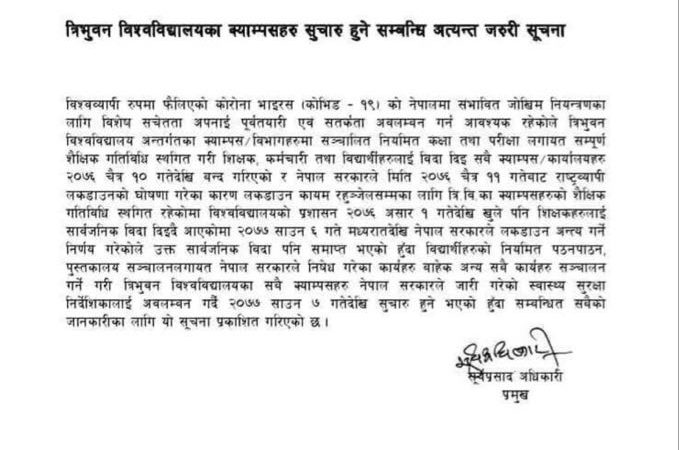 त्रिभुवन विश्वविद्यालयका क्याम्पसहरु सुचारु हुने सम्बन्धि अत्यन्त जरुरी सूचना
विश्वव्यापी रुपमा फैलिएको कोरोना भाइरस (कोभिड - १९) को नेपालमा संभावित जोखिम नियन्त्रणका
लागि विशेष सचेतता अपनाई पूर्वतयारी एवं सतर्कता अवलम्बन गर्न आवश्यक रहेकोले त्रिभुवन
विश्वविद्यालय अन्तर्गतका क्याम्पस/विभागहरुमा सञ्चालित नियमित कक्षा तथा परीक्षा लगायत सम्पूर्ण
शैक्षिक गतिविधि स्थगित गरी शिक्षक, कर्मचारी तथा विद्यार्थीहरुलाई विदा दिइ सबै क्याम्पस/कार्यालयहरु
२०७६ चैत्र १० गतेदेखि बन्द गरिएको र नेपाल सरकारले मिति २०७६ चैत्र ११ गतेबाट राष्ट्रव्यापी
लकडाउनको घोषणा गरेका कारण लकडाउन कायम रहुञ्जेलसम्मका लागि त्रि.वि.का क्याम्पसहरुको शैक्षिक
गतिविधि स्थगित रहेकोमा विश्वविद्यालयको प्रशासन २०७६ असार १ गतेदेखि खुले पनि शिक्षकहरुलाई
सार्वजनिक विदा दिइदै आएकोमा २०७७ साउन ६ गते मध्यरातदेखि नेपाल सरकारले लकडाउन अन्त्य गर्ने
निर्णय गरेकोले उक्त सार्वजनिक विदा पनि समाप्त भएको हुँदा विद्यार्थीहरुको नियमित पठनपाठन,
पुस्तकालय सञ्चालनलगायत नेपाल सरकारले निषेध गरेका कार्यहरु बाहेक अन्य सबै कार्यहरु सञ्चालन
गर्ने गरी त्रिभुवन विश्वविद्यालयका सबै क्याम्पसहरु नेपाल सरकारले जारी गरेको स्वास्थ्य सुरक्षा
निर्देशिकालाई अवलम्बन गर्दै २०७७ साउन ७ गतेदेखि सुचारु हुने भएको हुँदा सम्बन्धित सबैको
जानकारीका लागि यो सूचना प्रकाशित गरिएको छ ।
सूर्यप्रसाद अधिकारी
प्रमुख